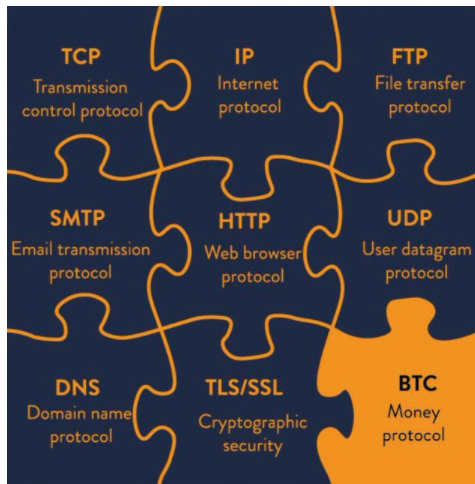 TCP
Transmission
control protocol
IP
Internet
protocol
FTP
File transfer
protocol
SMTP
Email transmission
protocol
HTTP
Web browser
protocol
UDP
User datagram
protocol
DNS
Domain name
protocol
TLS/SSL
Cryptographic
security
BTC
Money
protocol